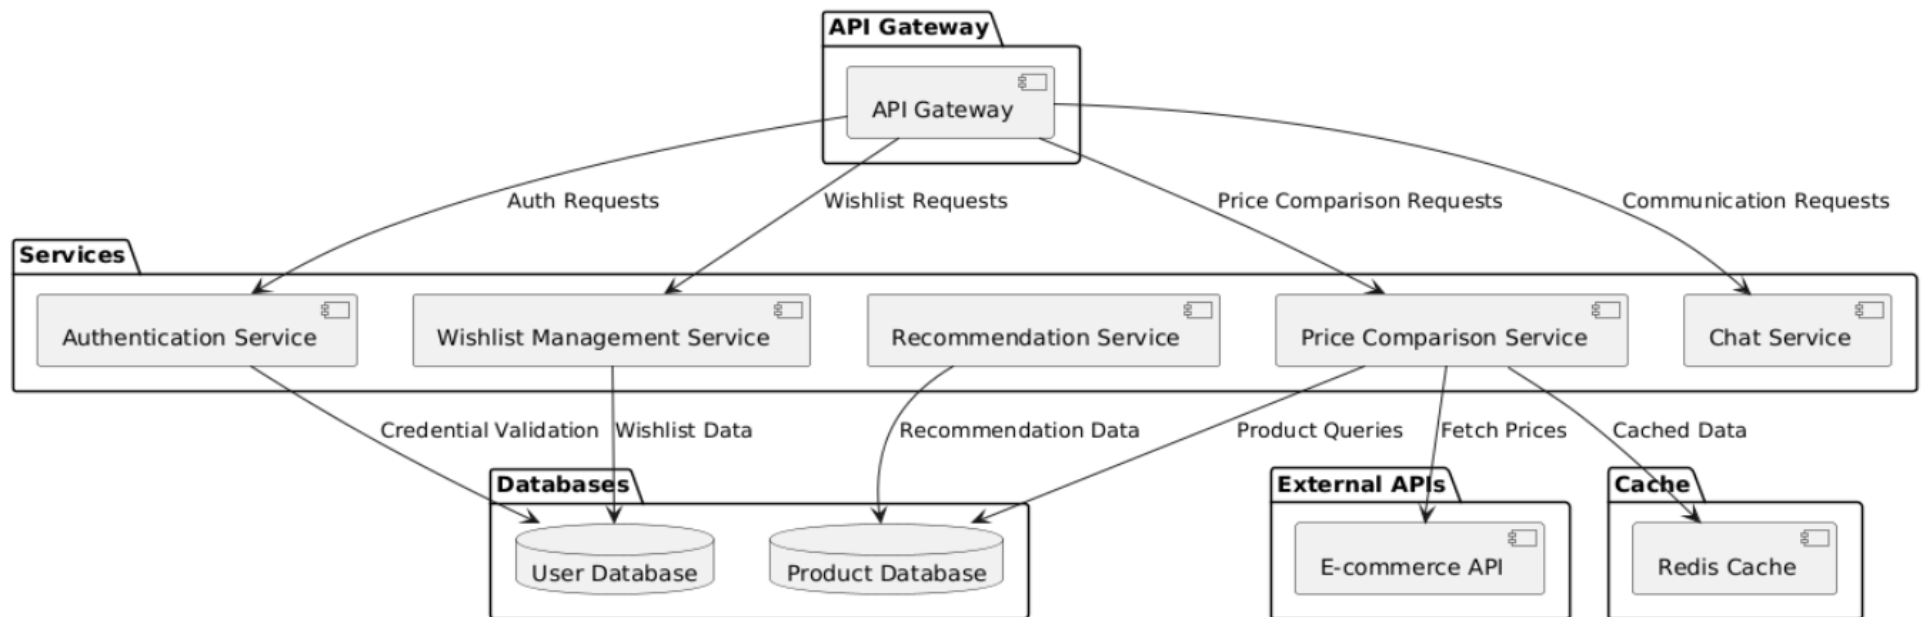 API Gateway
API Gateway
Auth Requests
Wishlist Requests
Price Comparison Requests
Communication Requests
Services
Authentication Service
Wishlist Management Service
Recommendation Service
Price Comparison Service
Chat Service
Credential Validation
Wishlist Data
Recommendation Data
Product Queries
Fetch Prices
Cached Data
Databases
External APIs
Cache
User Database
Product Database
E-commerce API
Redis Cache